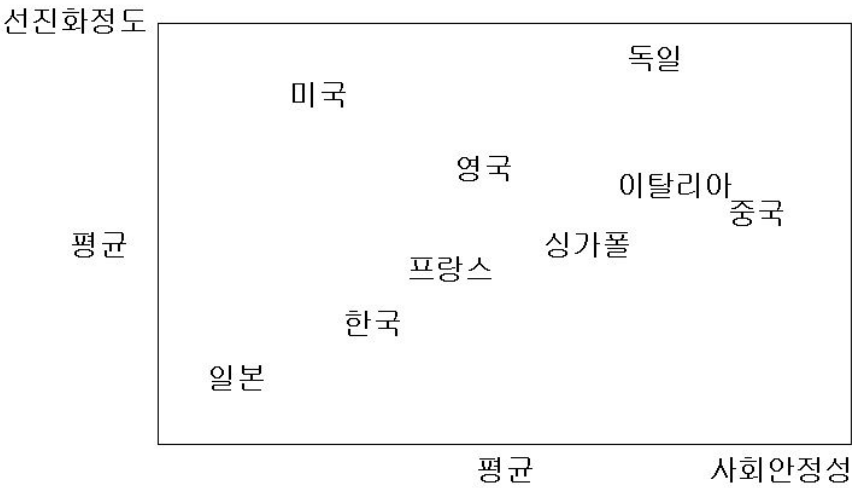 선진화정도
독일
미국
영국
이탈리아
중국
평균
싱가폴
프랑스
한국
일본
평균
사회안정성